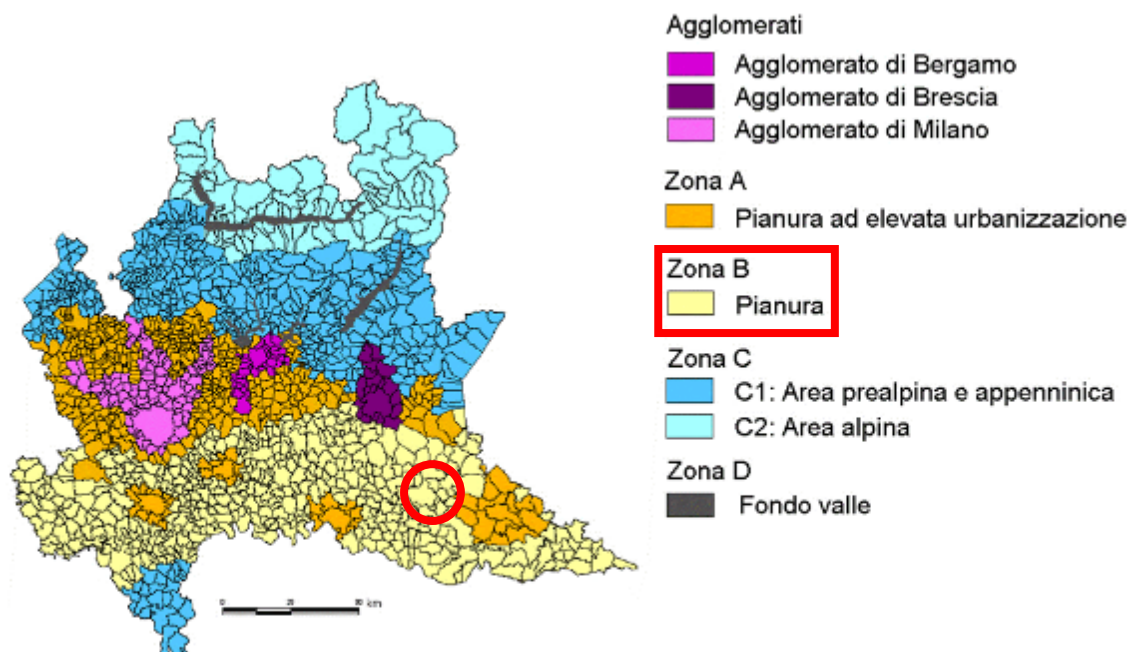 Agglomerati
Agglomerato di Bergamo
Agglomerato di Brescia
Agglomerato di Milano
Zona A
Pianura ad elevata urbanizzazione
Zona B
Pianura
Zona C
C1: Area prealpina e appenninica
C2: Area alpina
Zona D
Fondo valle
km